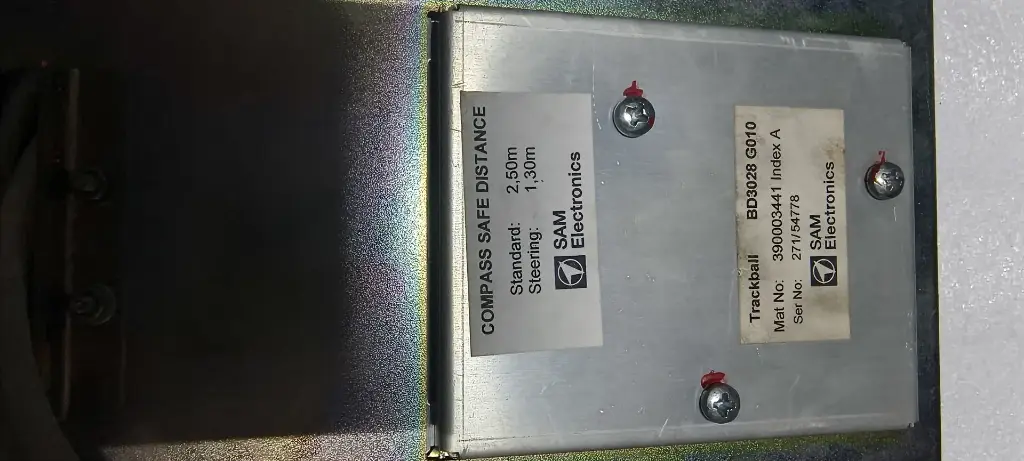 COMPASS SAFE DISTANCE
Standard: 2,50m
Steering: 1,30m
SAM
Electronics
Trackball BD3028 G010
Mat No: 390003441 Index A
Ser No: 271/54778
SAM
Electronics